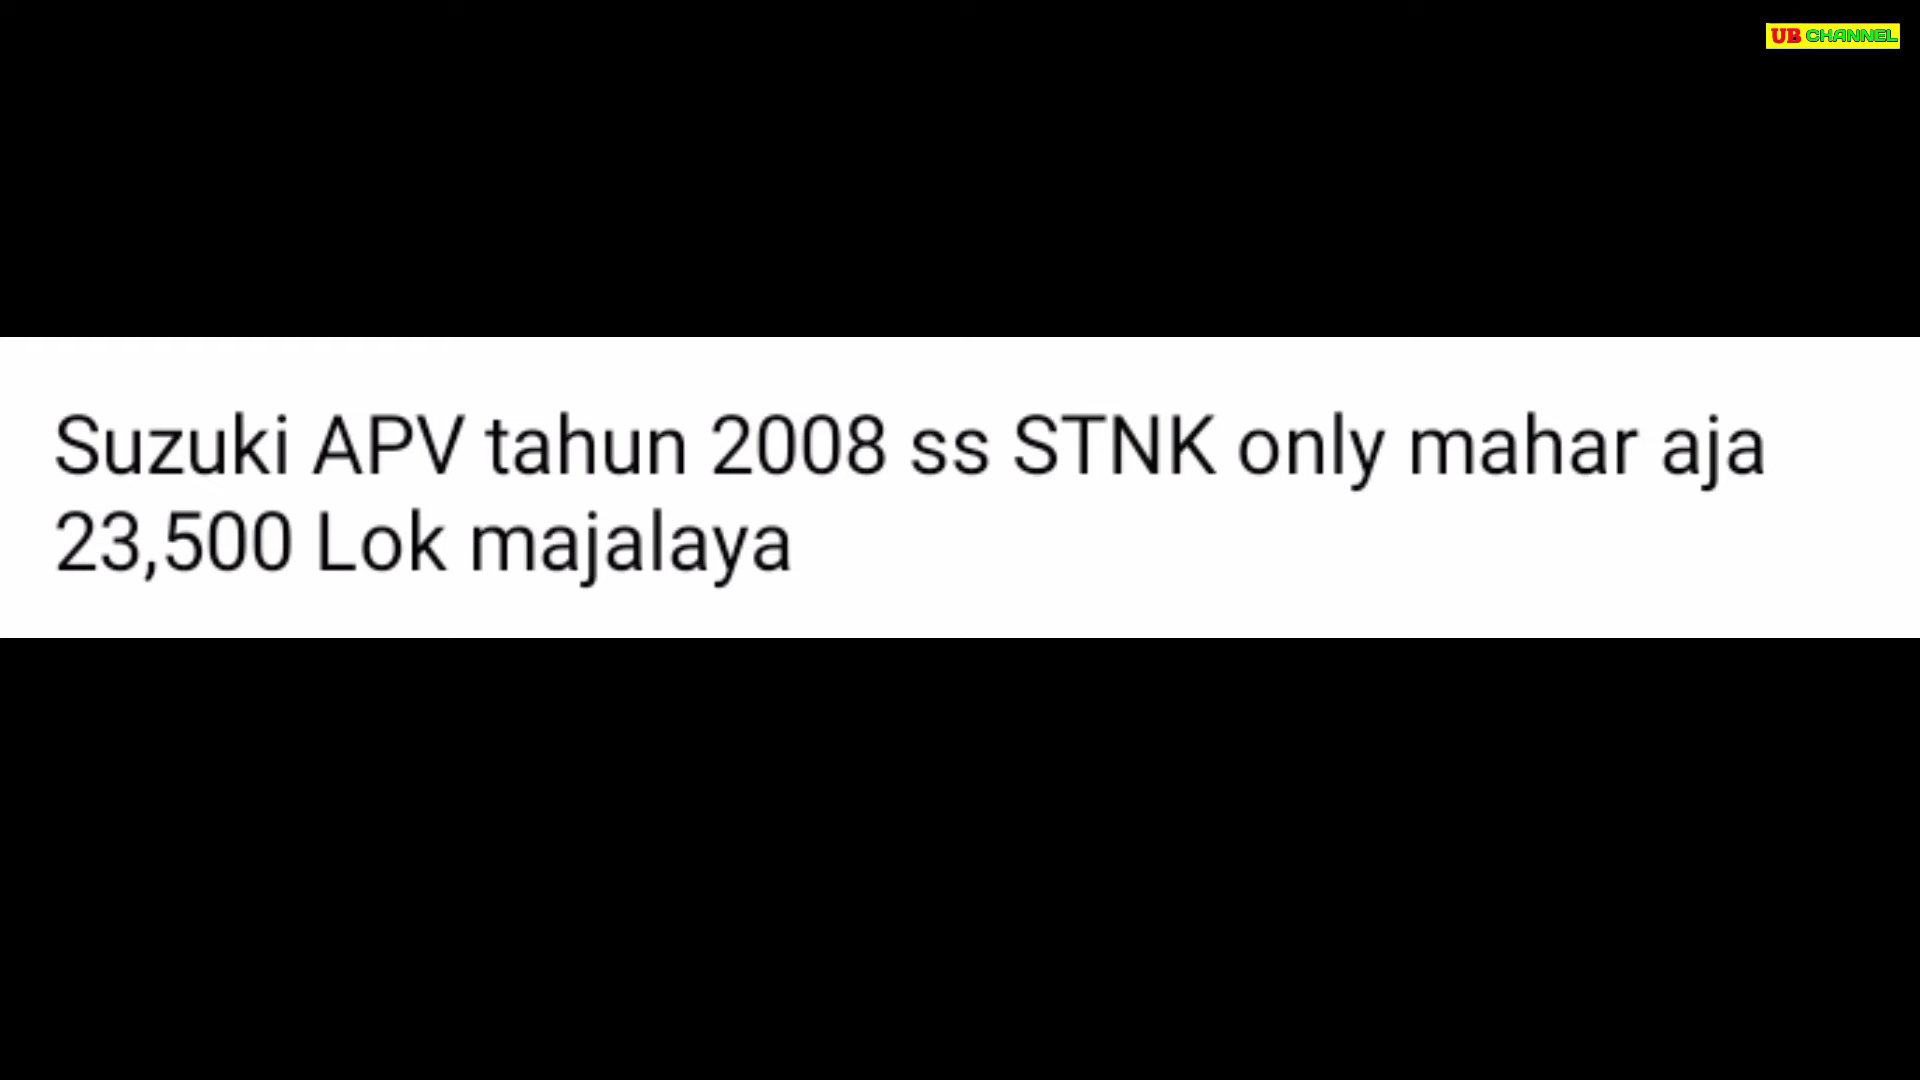 UB CHANNEL
Suzuki APV tahun 2008 ss STNK only mahar aja
23,500 Lok majalaya